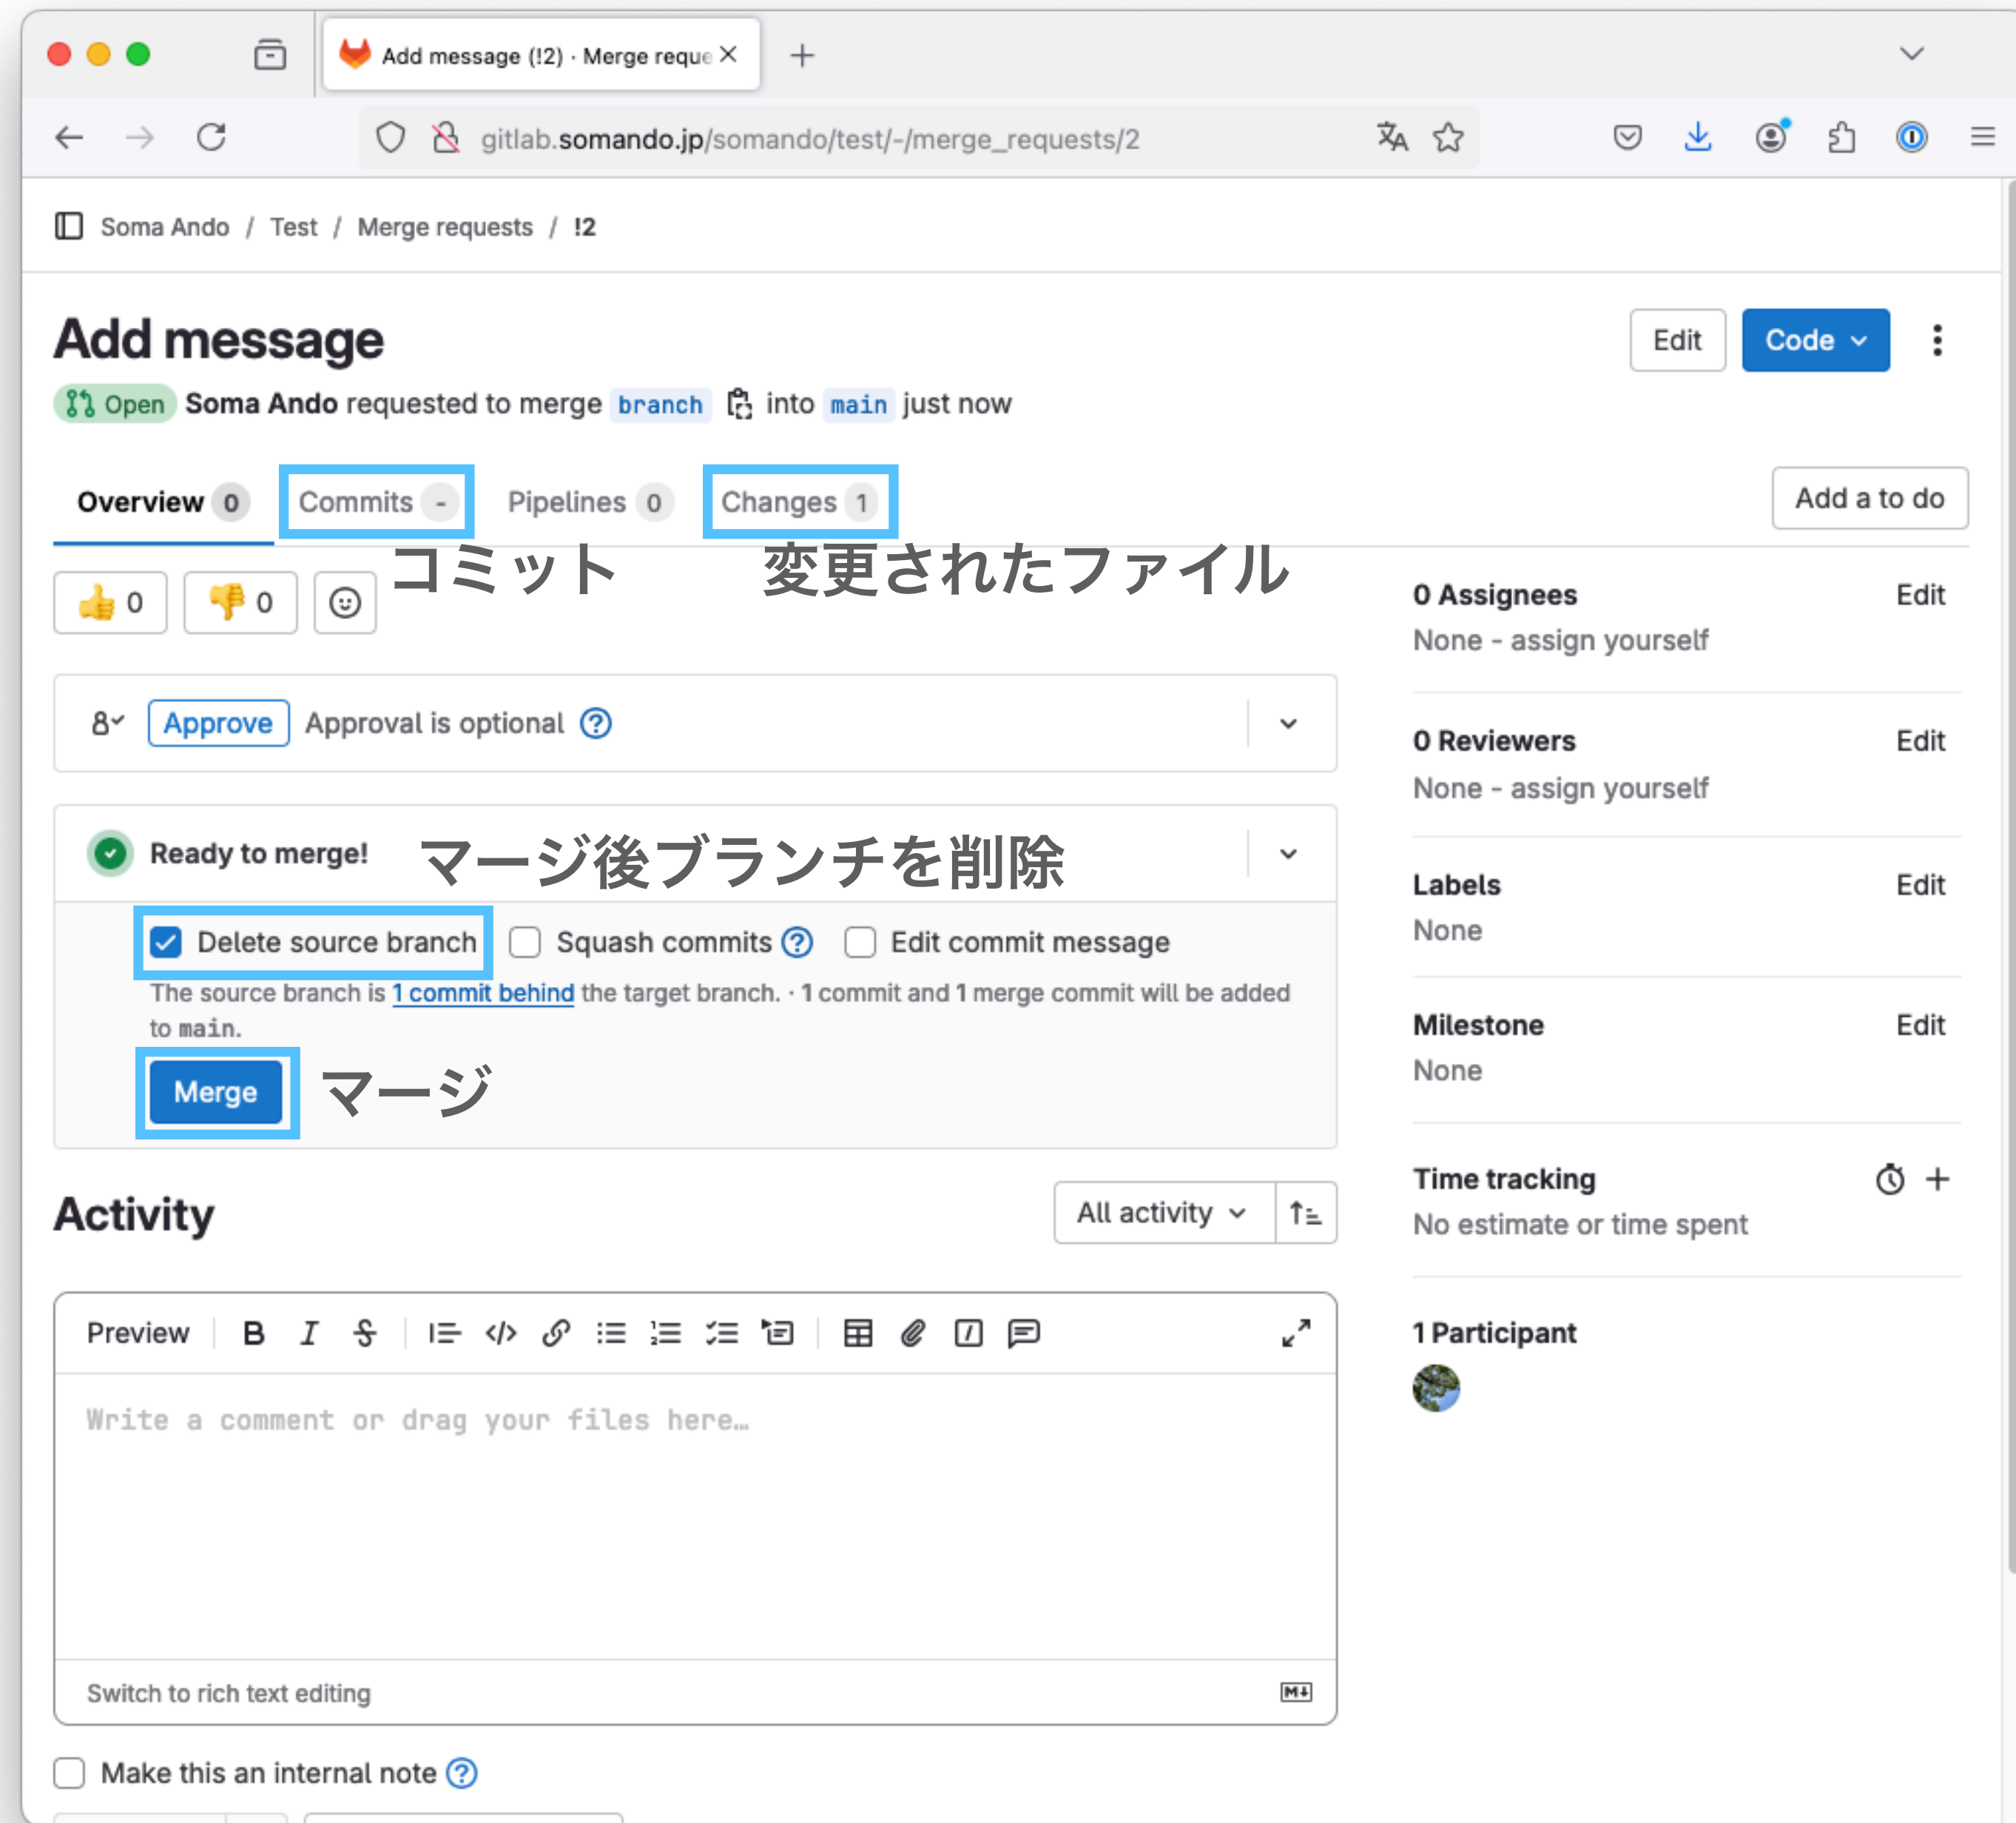 Add message (!2) · Merge reque
gitlab.somando.jp/somando/test/-/merge_requests/2
Soma Ando / Test / Merge requests / !2
Add message
Edit
Code
Open Soma Ando requested to merge branch into main just now
Overview 0
Commits -
Pipelines 0
Changes 1
Add a to do
コミット
変更されたファイル
👍 0
👎 0
0 Assignees
Edit
None - assign yourself
Approve Approval is optional
0 Reviewers
Edit
None - assign yourself
Ready to merge!
マージ後ブランチを削除
Labels
Edit
None
Delete source branch
Squash commits
Edit commit message
The source branch is 1 commit behind the target branch. · 1 commit and 1 merge commit will be added
to main.
Milestone
Edit
None
Merge
マージ
Time tracking
No estimate or time spent
Activity
All activity
Preview
1 Participant
Write a comment or drag your files here…
Switch to rich text editing
Make this an internal note